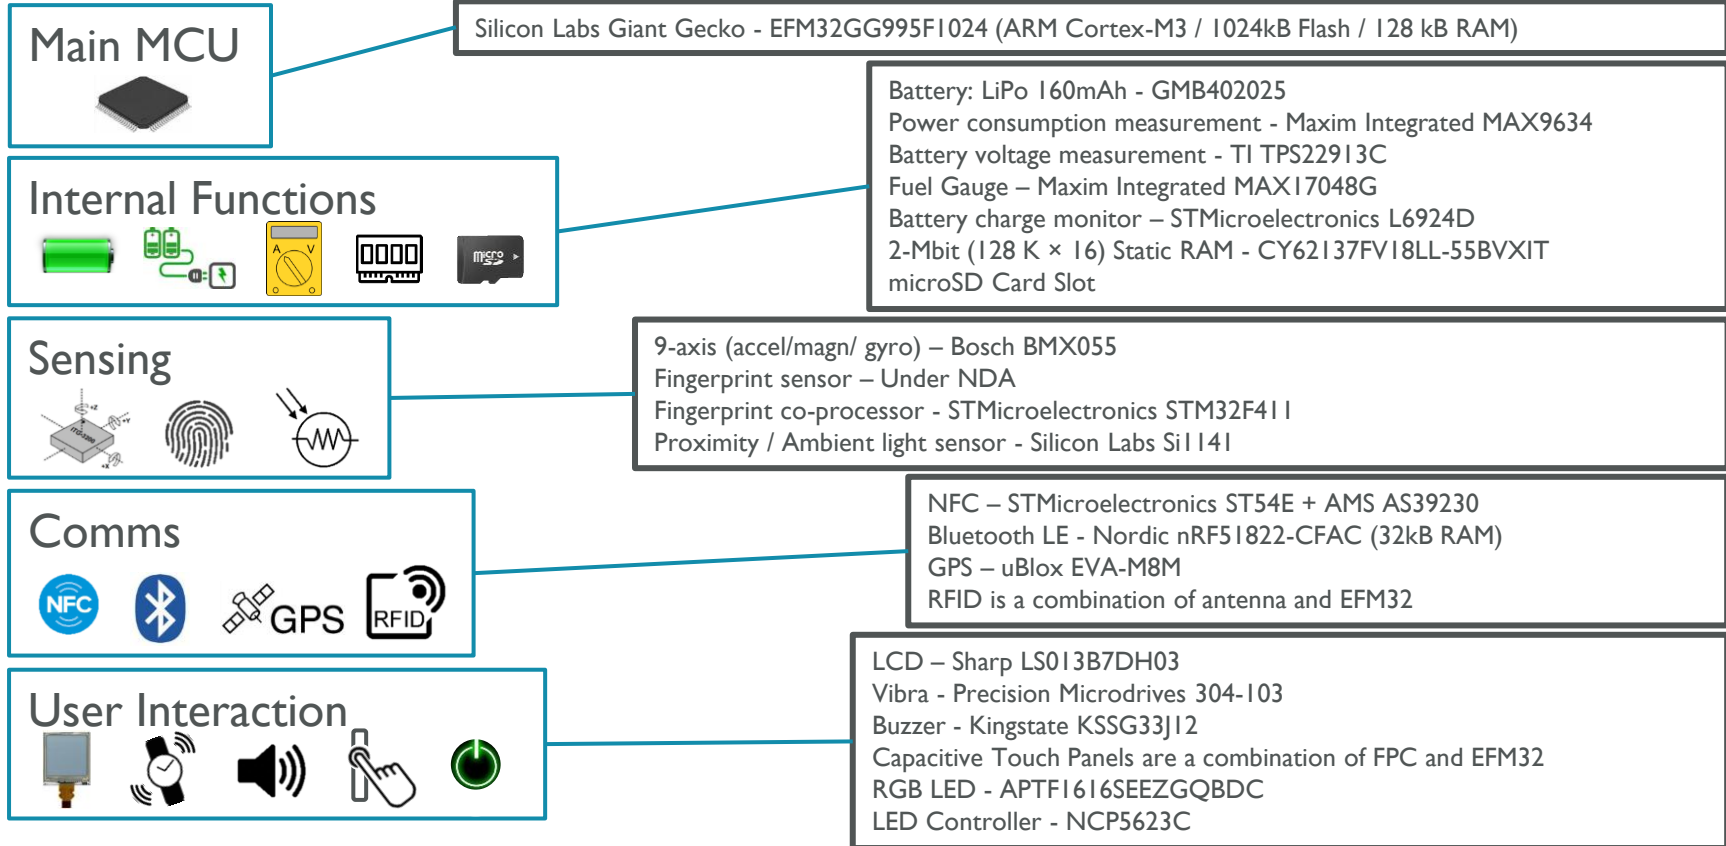 Main MCU
Silicon Labs Giant Gecko - EFM32GG995F1024 (ARM Cortex-M3 / 1024kB Flash / 128 kB RAM)
Internal Functions
A V
micro SD
Battery: LiPo 160mAh - GMB402025
Power consumption measurement - Maxim Integrated MAX9634
Battery voltage measurement - TI TPS22913C
Fuel Gauge – Maxim Integrated MAX17048G
Battery charge monitor – STMicroelectronics L6924D
2-Mbit (128 K × 16) Static RAM - CY62137FV18LL-55BVXIT
microSD Card Slot
Sensing
+Z
+Y
ITG-3200
+X
9-axis (accel/magn/ gyro) – Bosch BMX055
Fingerprint sensor – Under NDA
Fingerprint co-processor - STMicroelectronics STM32F411
Proximity / Ambient light sensor - Silicon Labs Si1141
Comms
NFC
GPS
RFID
NFC – STMicroelectronics ST54E + AMS AS39230
Bluetooth LE - Nordic nRF51822-CFAC (32kB RAM)
GPS – uBlox EVA-M8M
RFID is a combination of antenna and EFM32
User Interaction
LCD – Sharp LS013B7DH03
Vibra - Precision Microdrives 304-103
Buzzer - Kingstate KSSG33J12
Capacitive Touch Panels are a combination of FPC and EFM32
RGB LED - APTF1616SEEZGQBDC
LED Controller - NCP5623C